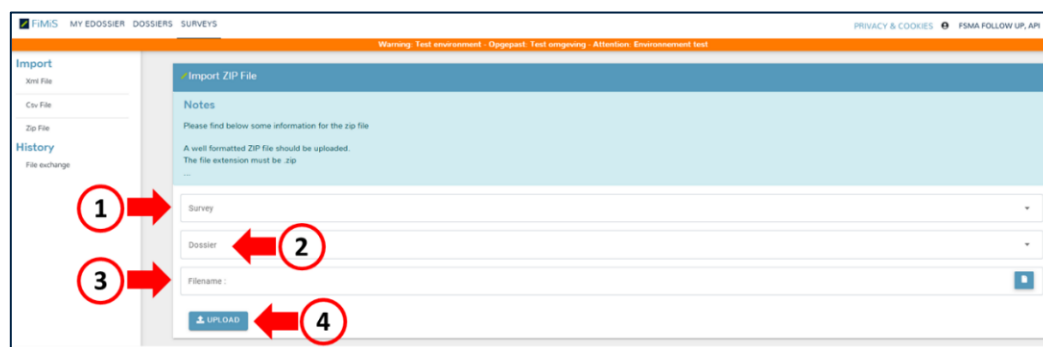 FiMiS MY EDOSSIER DOSSIERS SURVEYS PRIVACY & COOKIES FSMA FOLLOW UP, API
Warning: Test environment - Opgepast: Test omgeving - Attention: Environnement test
Import
Xml File
Csv File
Zip File
History
File exchange
Import ZIP File
Notes
Please find below some information for the zip file
A well formatted ZIP file should be uploaded.
The file extension must be .zip
...
1 Survey
Dossier 2
3 Filename :
UPLOAD 4